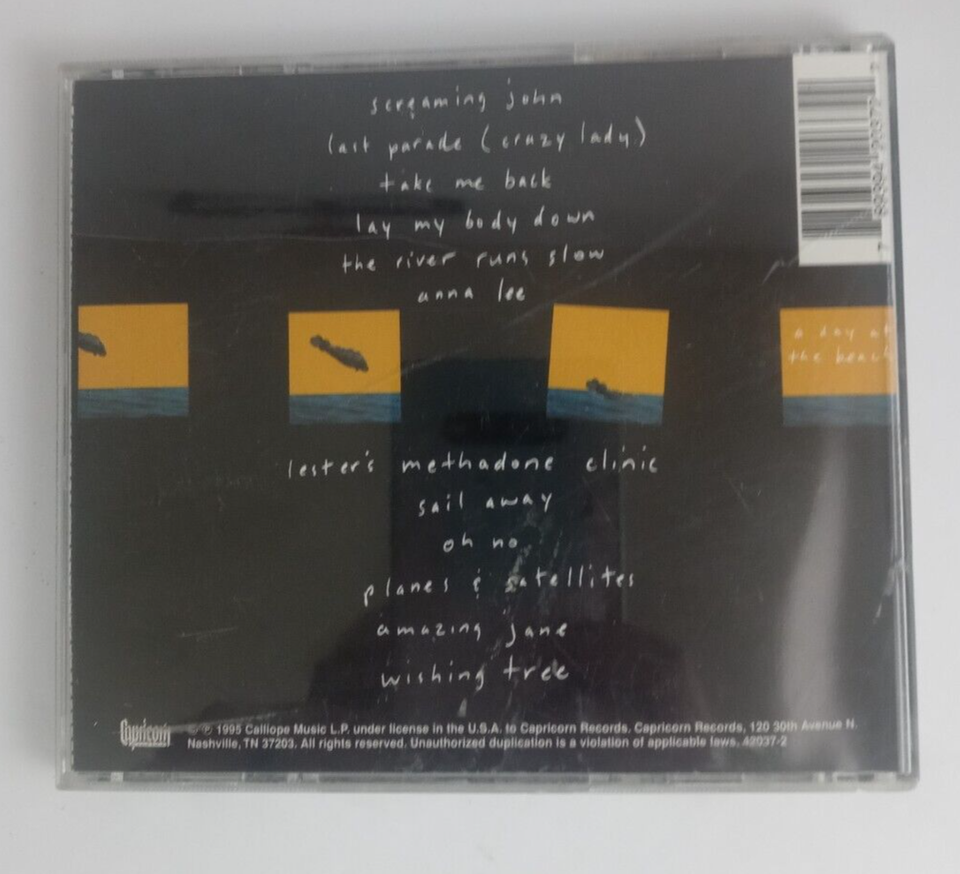 screaming john
last parade (crazy lady)
take me back
lay my body down
the river runs slow
anna lee
a day at
the beach
lester's methadone clinic
sail away
oh no
planes & satellites
amazing jane
wishing tree
Capricorn
© ℗ 1995 Calliope Music L.P. under license in the U.S.A. to Capricorn Records. Capricorn Records, 120 30th Avenue N.
Nashville, TN 37203. All rights reserved. Unauthorized duplication is a violation of applicable laws. 42037-2